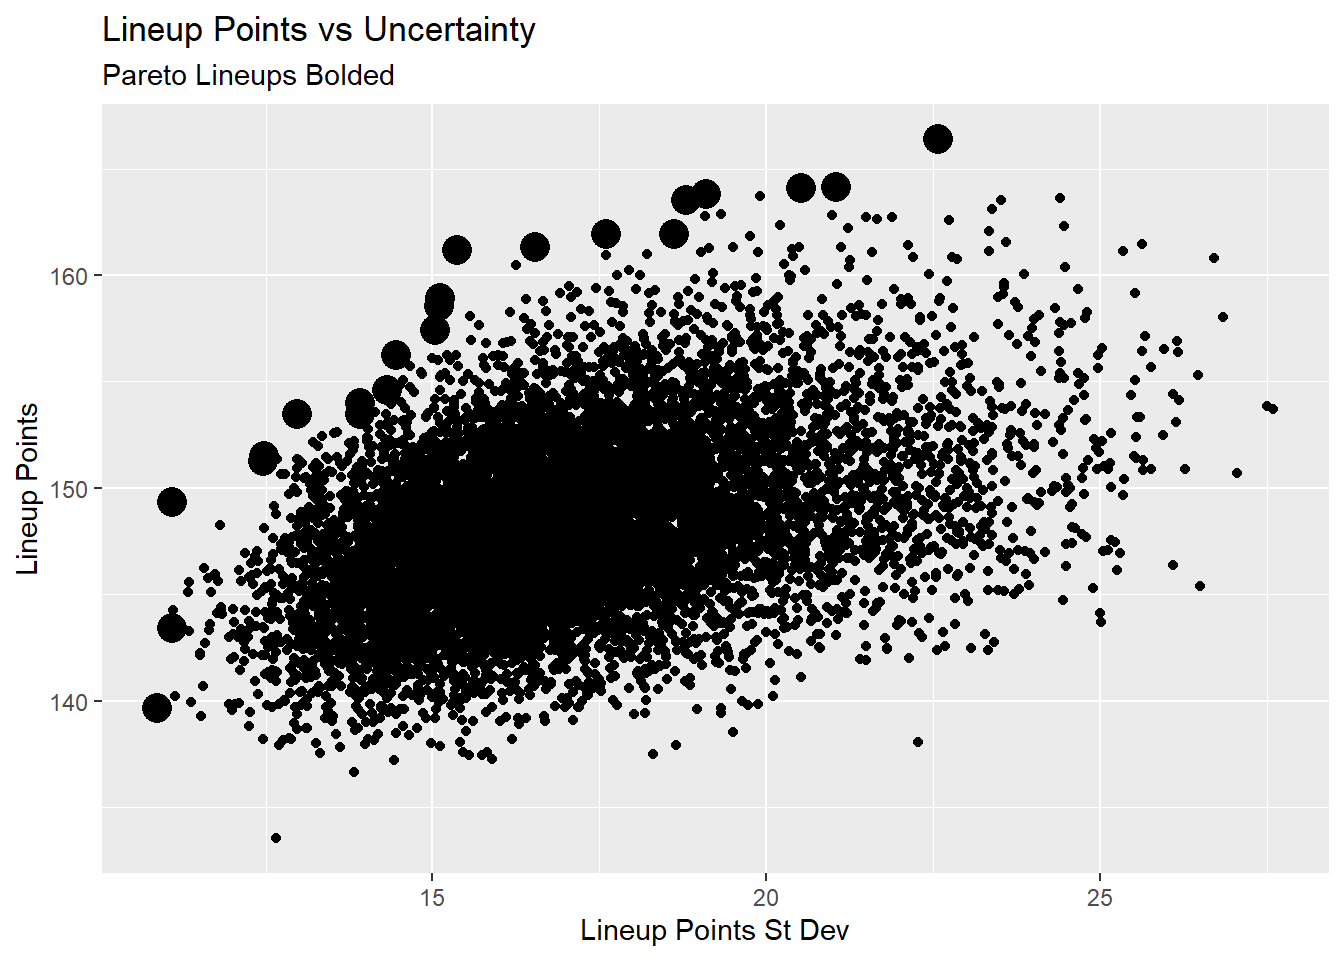 Lineup Points vs Uncertainty
Pareto Lineups Bolded
160
150
140
Lineup Points
15 20 25
Lineup Points St Dev